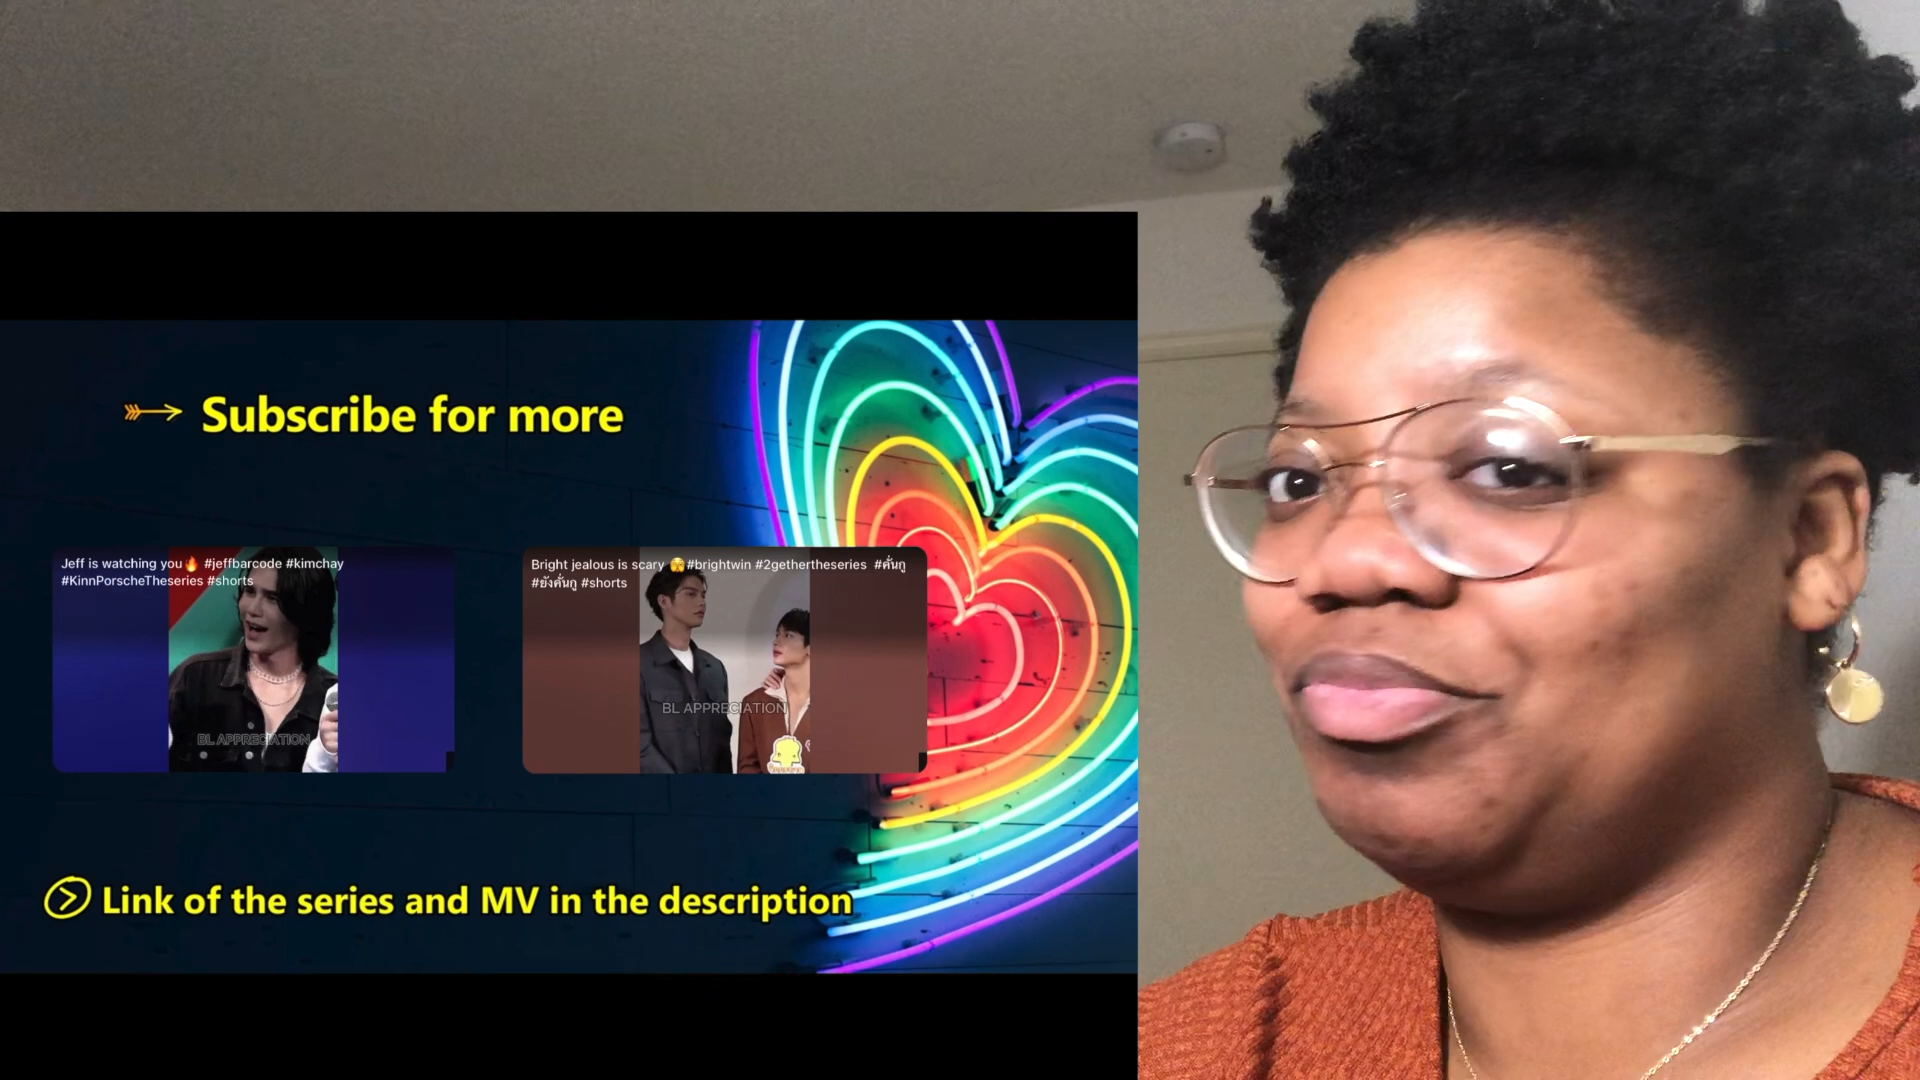 Subscribe for more
Jeff is watching you🔥 #jeffbarcode #kimchay
#KinnPorscheTheseries #shorts
BL APPRECIATION
Bright jealous is scary 🫣#brightwin #2gethertheseries #คั่นกู
#ยังคั่นกู #shorts
BL APPRECIATION
Link of the series and MV in the description